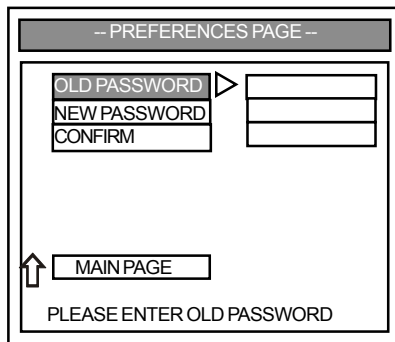 -- PREFERENCES PAGE --
OLD PASSWORD
NEW PASSWORD
CONFIRM
MAIN PAGE
PLEASE ENTER OLD PASSWORD